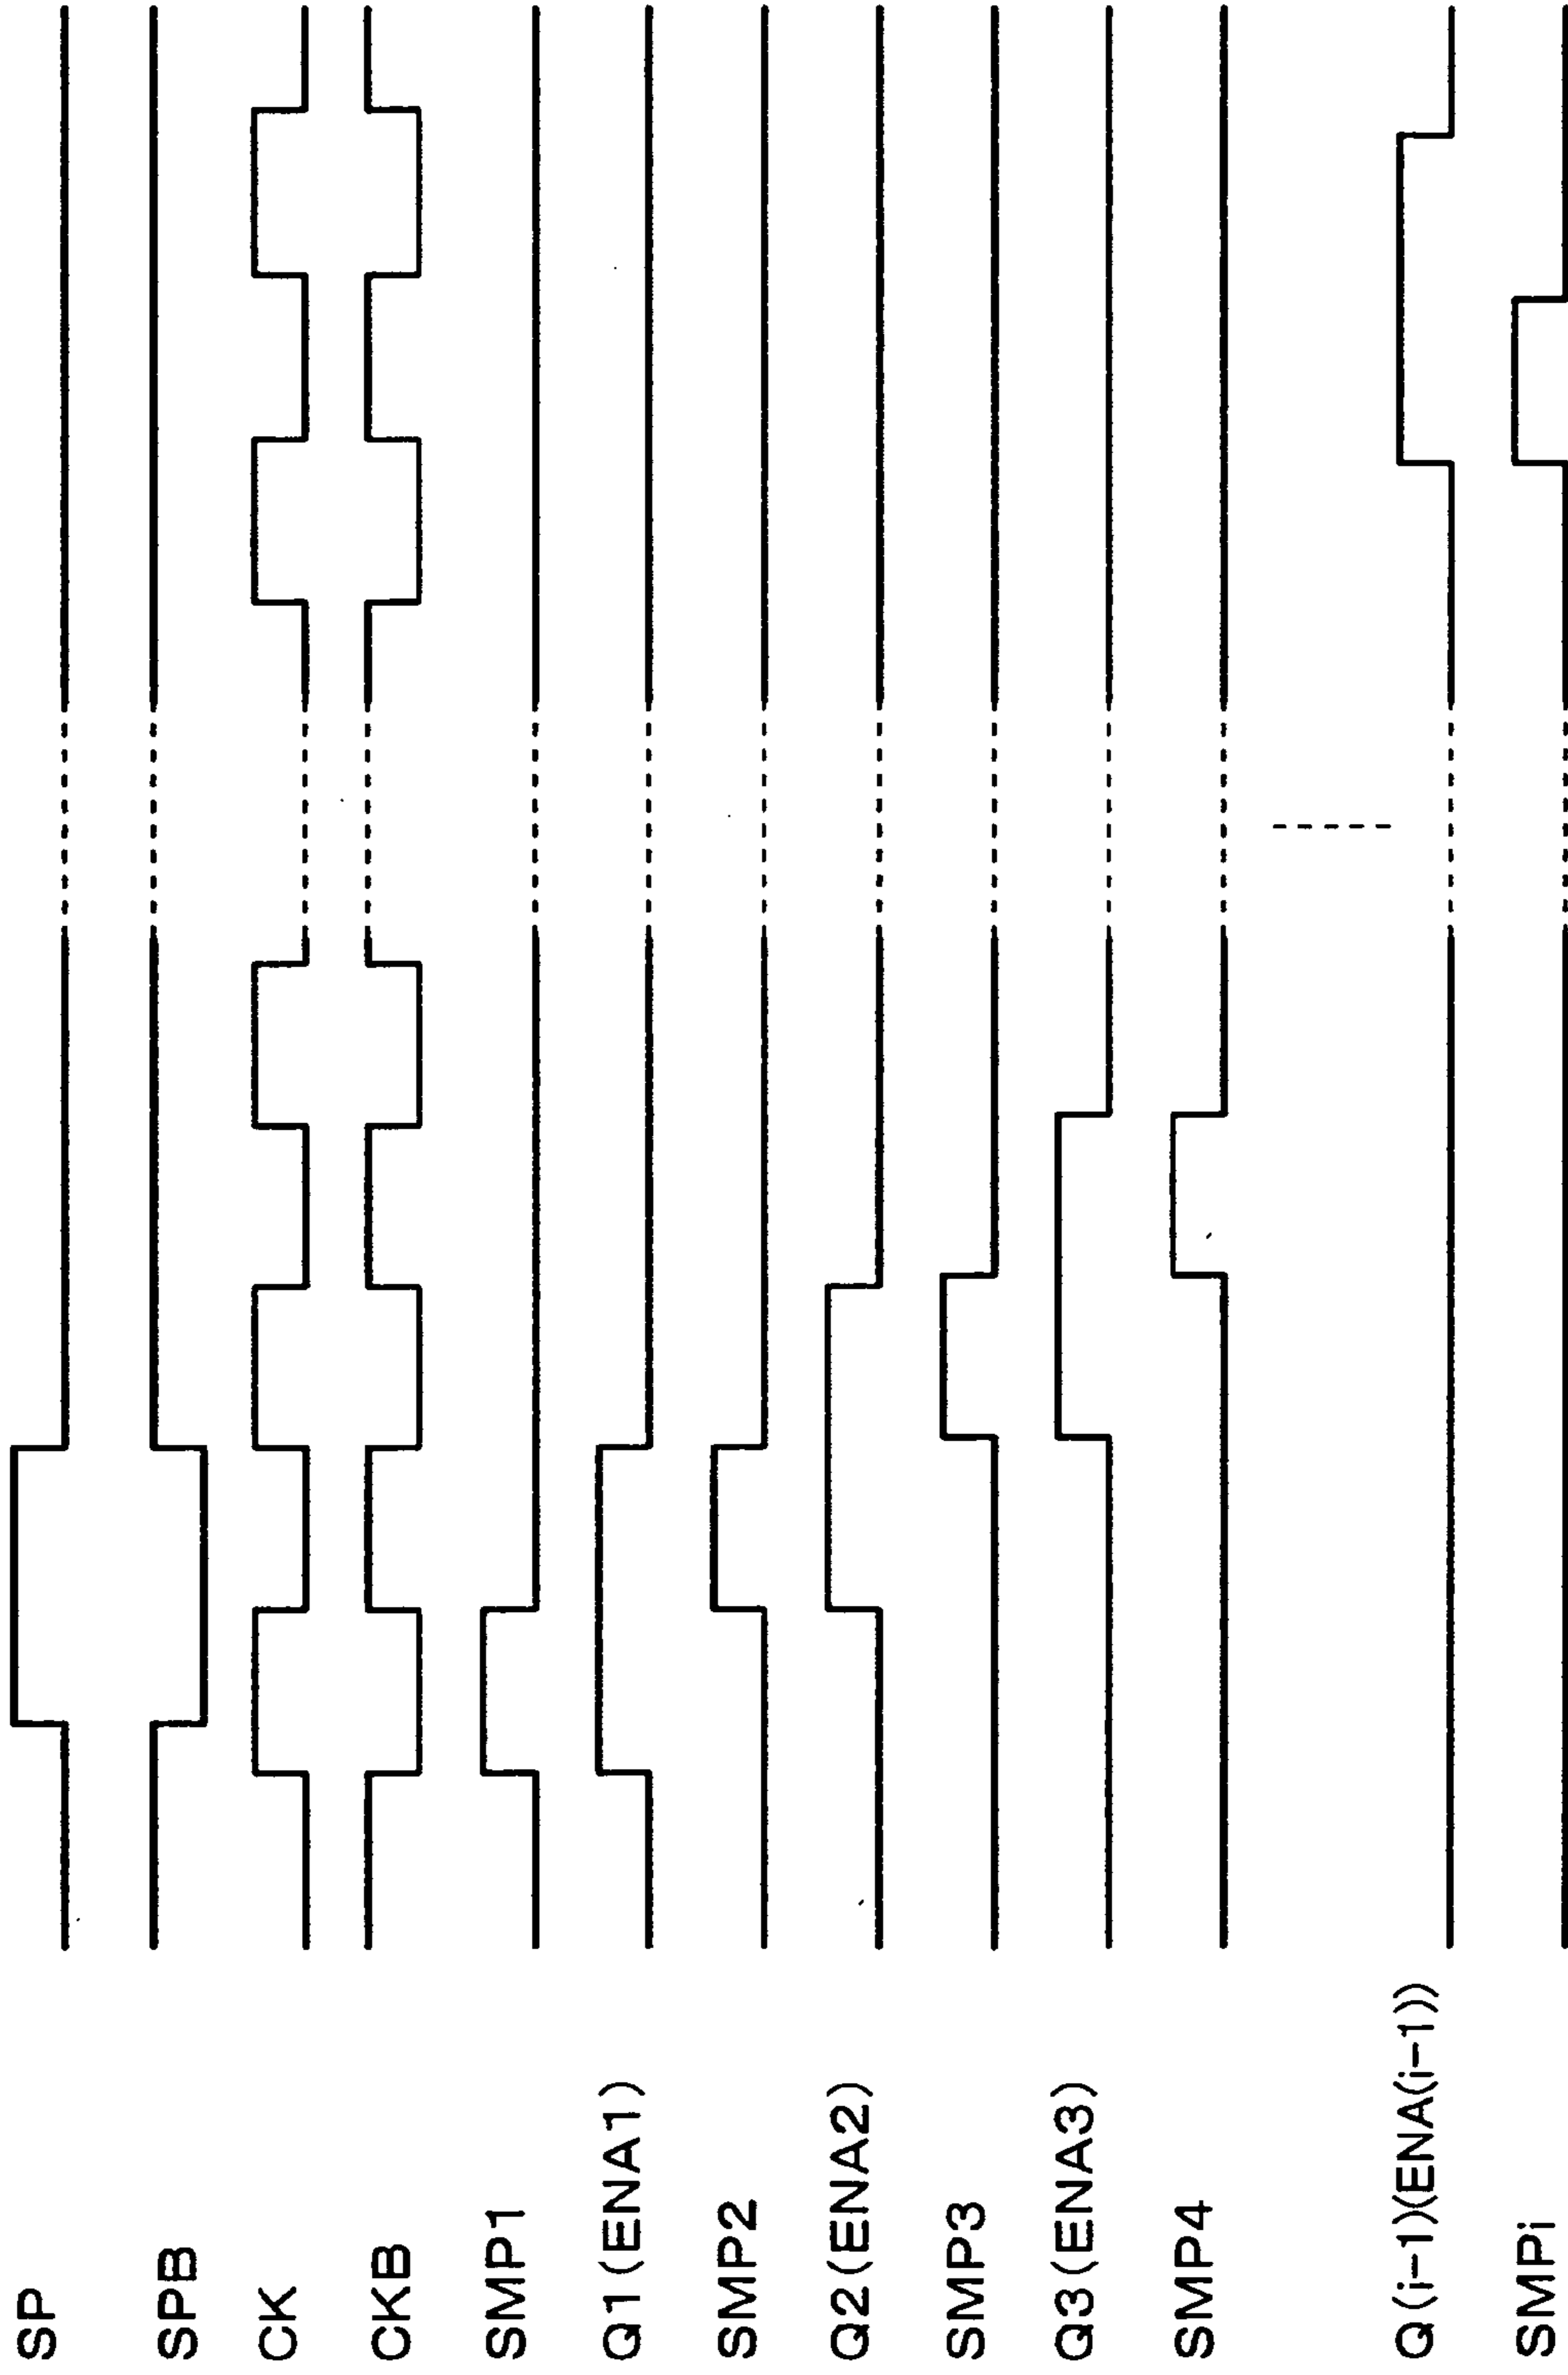 SP
SPB
CK
CKB
SMP1
Q1(ENA1)
SMP2
Q2(ENA2)
SMP3
Q3(ENA3)
SMP4
Q(i-1)(ENA(i-1))
SMPi